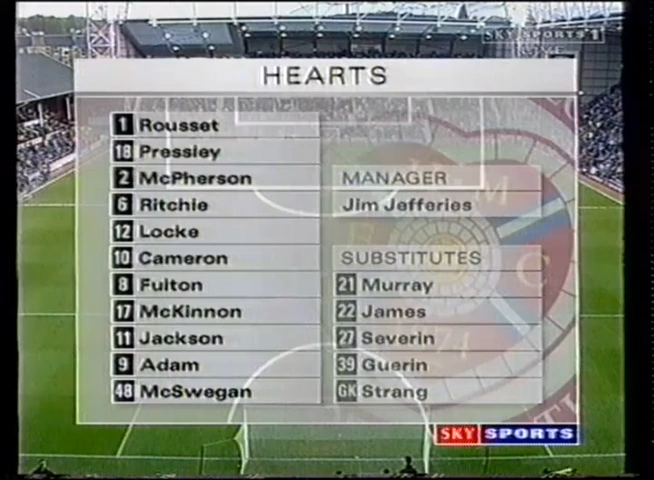 SKY SPORTS 1
LIVE
HEARTS
1 Rousset
18 Pressley
2 McPherson
6 Ritchie
12 Locke
10 Cameron
8 Fulton
17 McKinnon
11 Jackson
9 Adam
48 McSwegan
MANAGER
Jim Jefferies
SUBSTITUTES
21 Murray
22 James
27 Severin
39 Guerin
GK Strang
SKY SPORTS